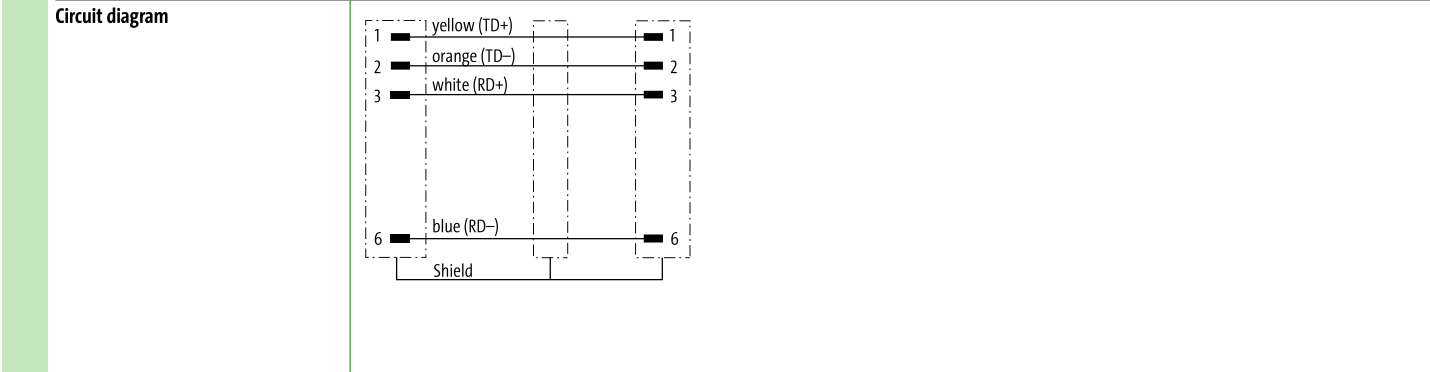 Circuit diagram
yellow (TD+)
1 1
orange (TD–)
2 2
white (RD+)
3 3
blue (RD–)
6 6
Shield